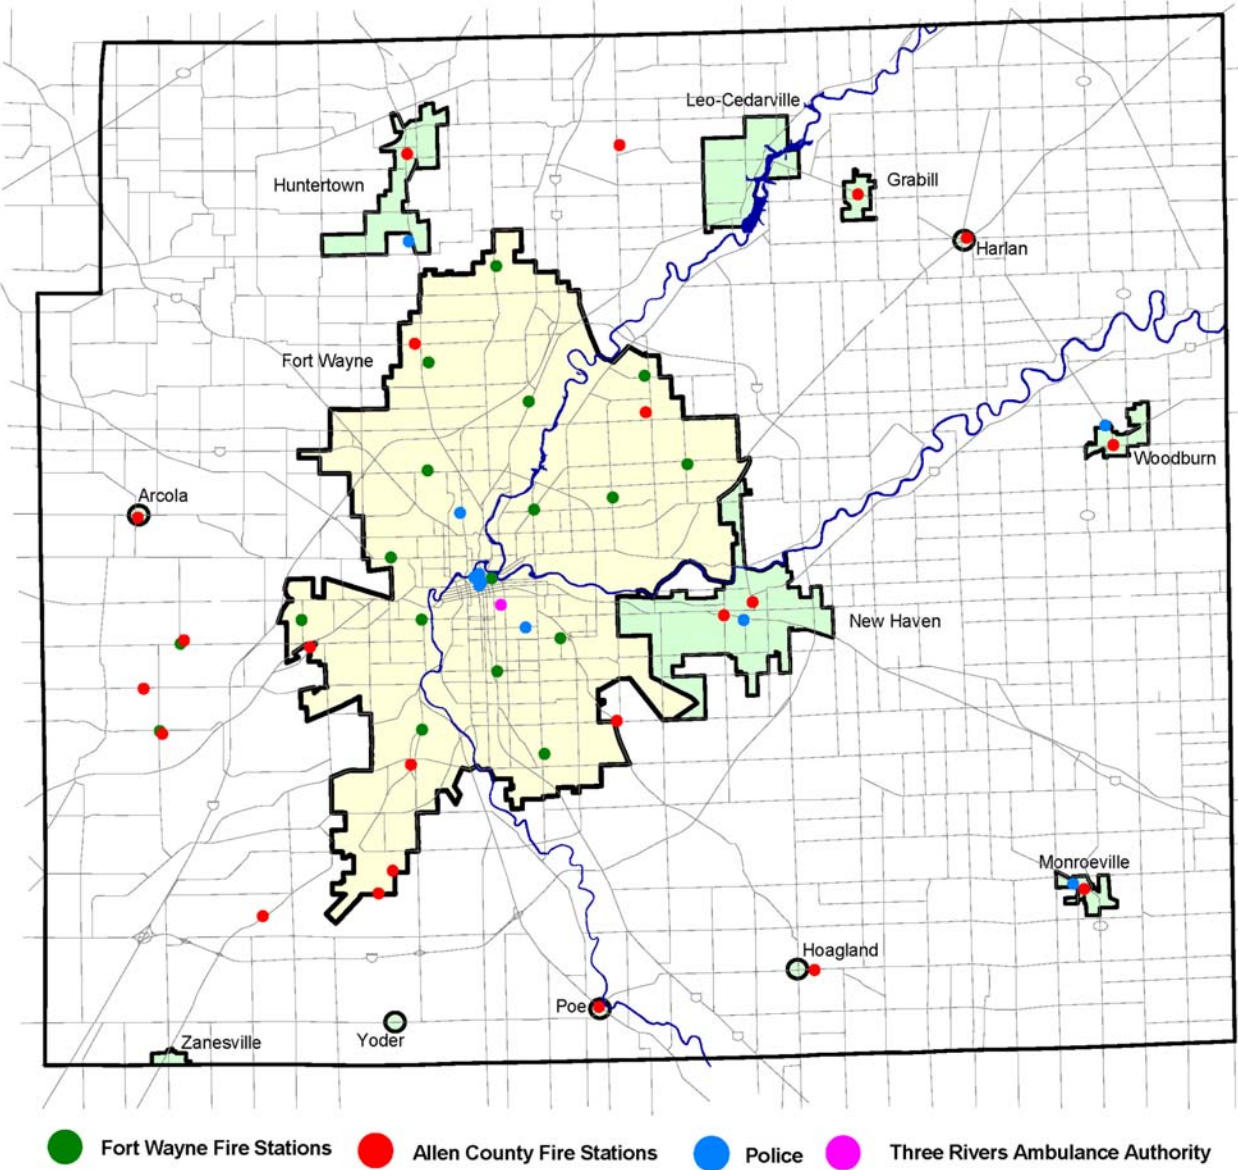 Leo-Cedarville
Huntertown
Grabill
Harlan
Fort Wayne
Woodburn
Arcola
New Haven
Monroeville
Hoagland
Poe
Yoder
Zanesville
Fort Wayne Fire Stations
Allen County Fire Stations
Police
Three Rivers Ambulance Authority